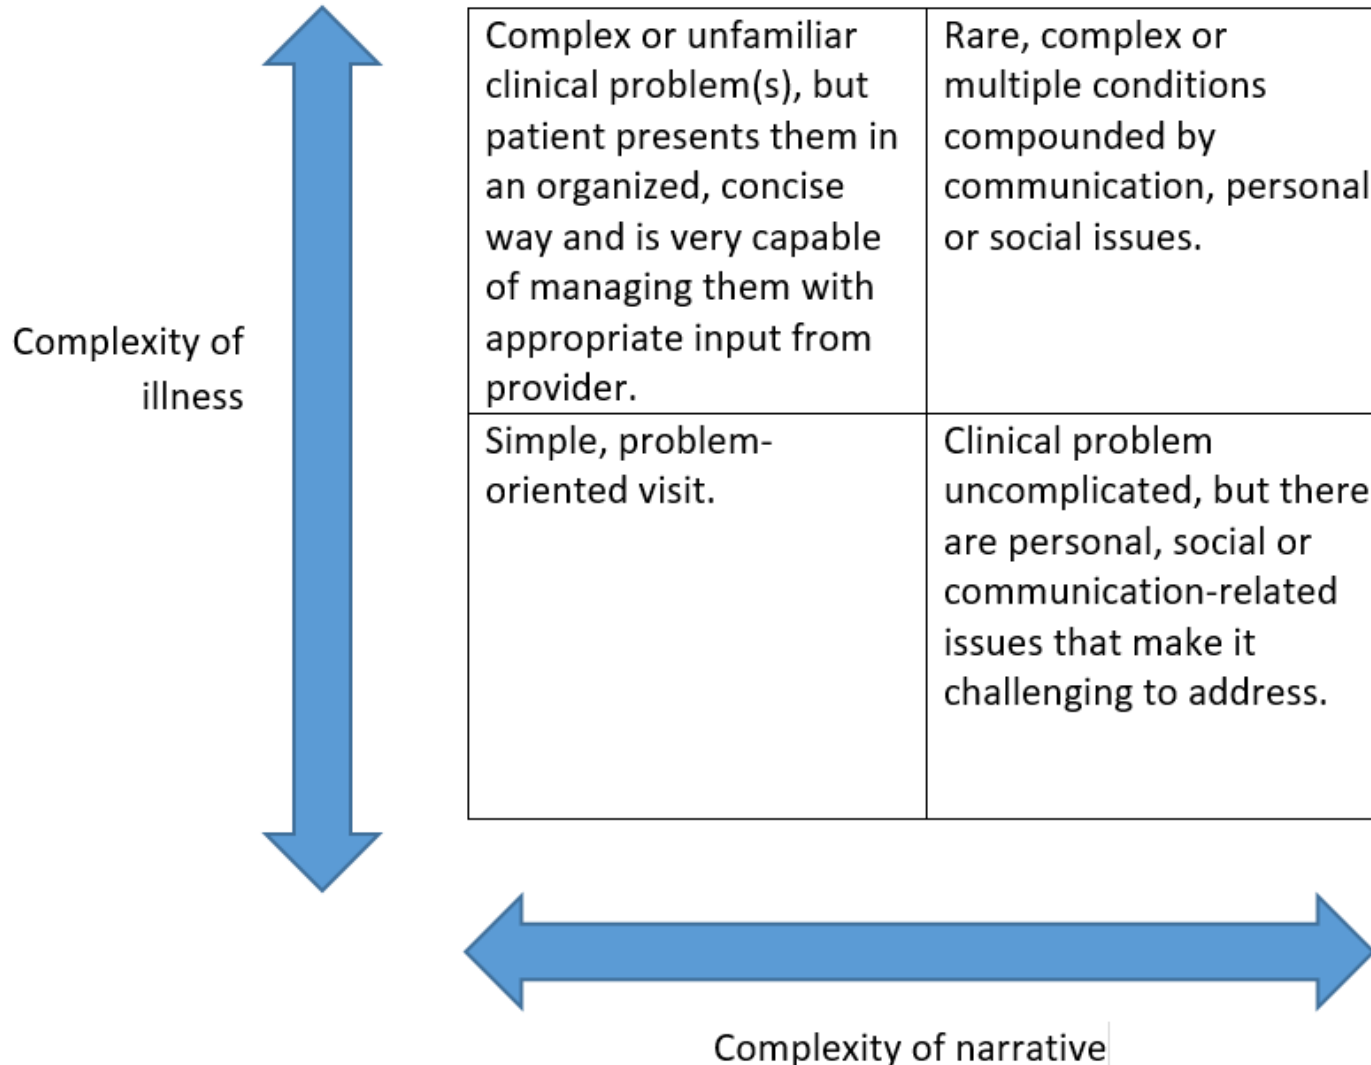 Complex or unfamiliar
clinical problem(s), but
patient presents them in
an organized, concise
way and is very capable
of managing them with
appropriate input from
provider.
Rare, complex or
multiple conditions
compounded by
communication, personal
or social issues.
Complexity of
illness
Simple, problem-
oriented visit.
Clinical problem
uncomplicated, but there
are personal, social or
communication-related
issues that make it
challenging to address.
Complexity of narrative